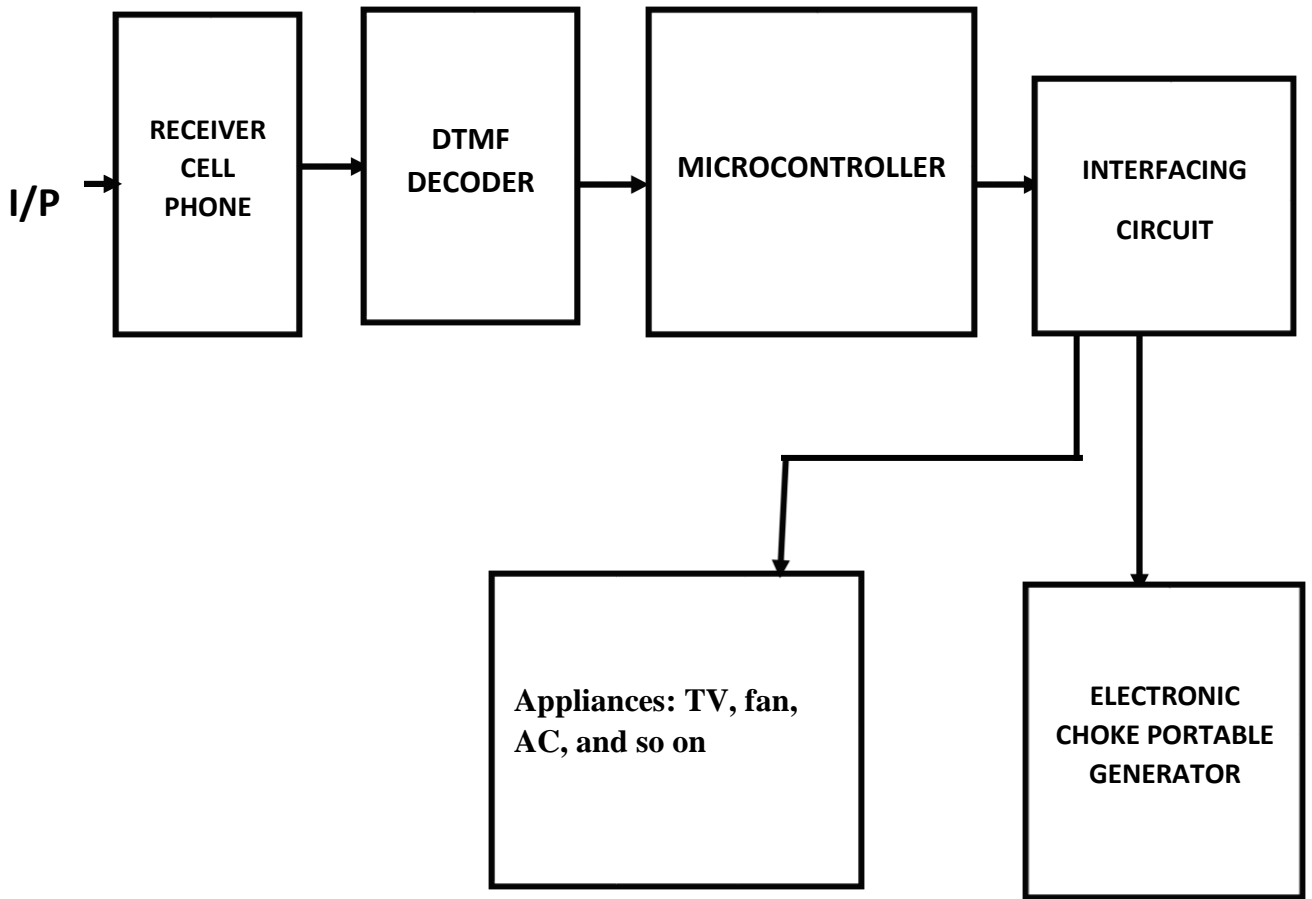 I/P
RECEIVER
CELL
PHONE
DTMF
DECODER
MICROCONTROLLER
INTERFACING
CIRCUIT
Appliances: TV, fan,
AC, and so on
ELECTRONIC
CHOKE PORTABLE
GENERATOR